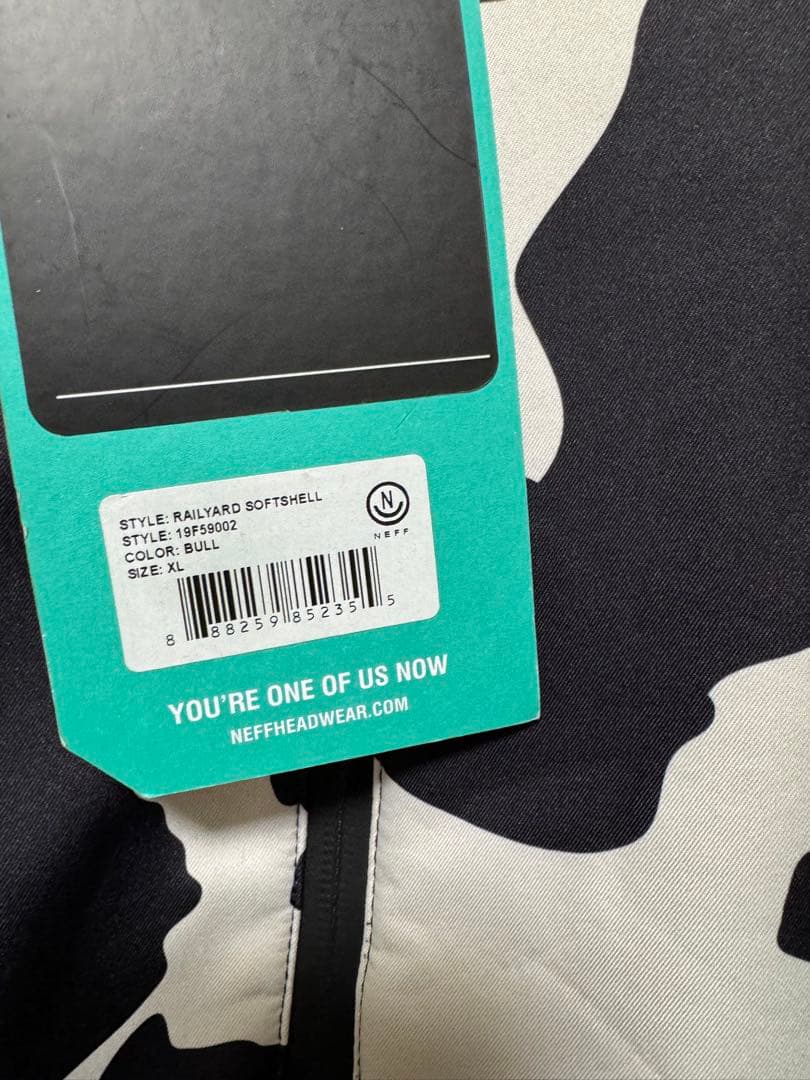 STYLE: RAILYARD SOFTSHELL
STYLE: 19F59002
COLOR: BULL
SIZE: XL
N
NEFF
8 88259 85235 5
YOU'RE ONE OF US NOW
NEFFHEADWEAR.COM